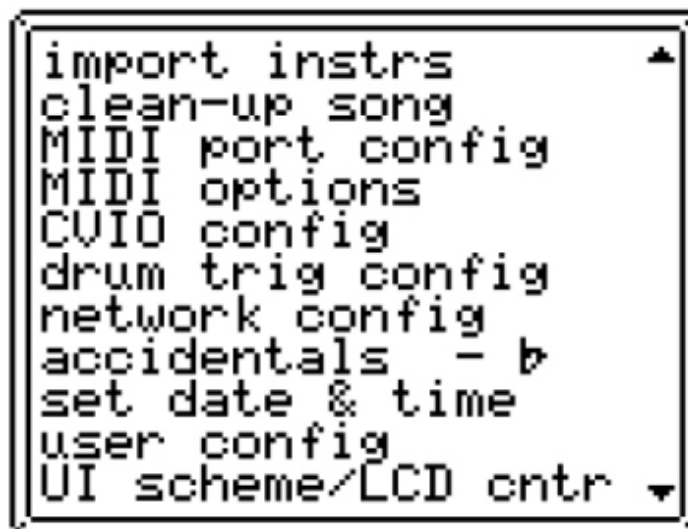 import instrs
clean-up song
MIDI port config
MIDI options
CVIO config
drum trig config
network config
accidentals - ♭
set date & time
user config
UI scheme/LCD cntr